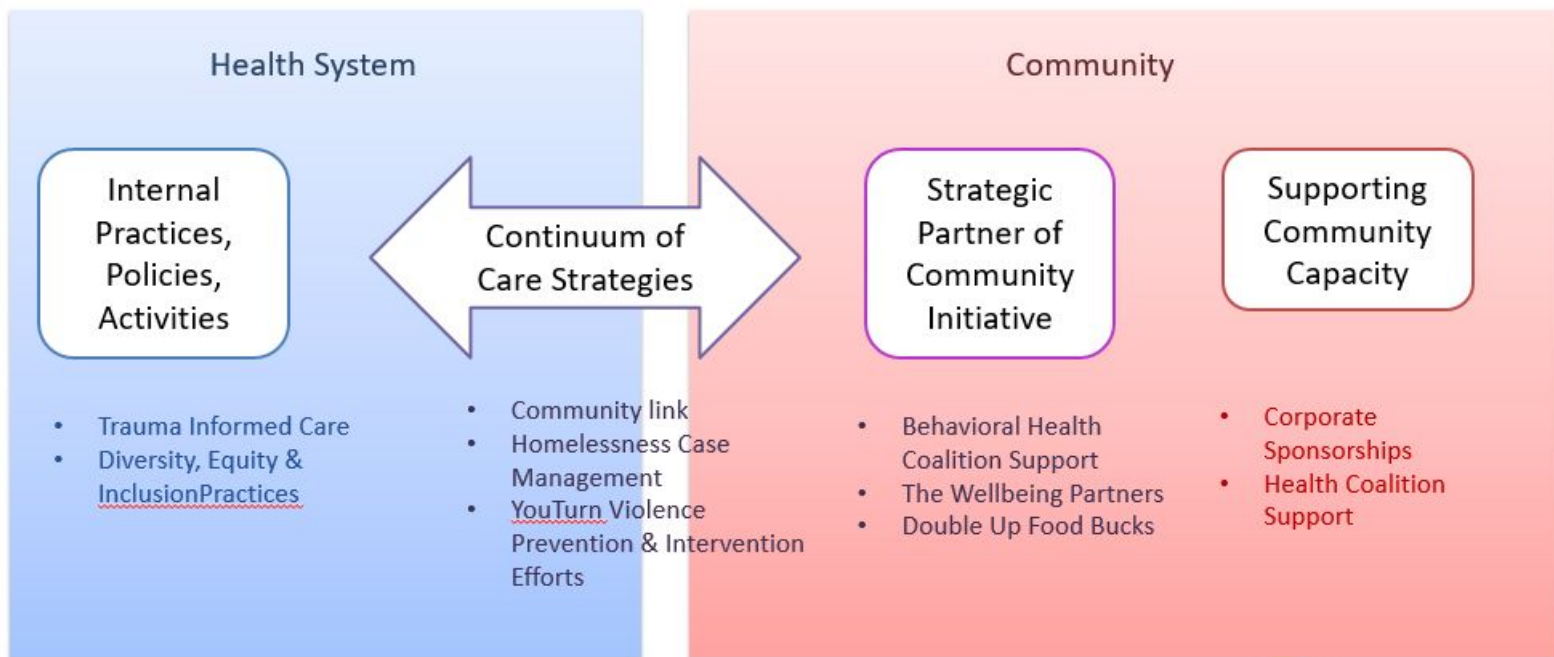 Health System
Community
Internal
Practices,
Policies,
Activities
Continuum of
Care Strategies
Strategic
Partner of
Community
Initiative
Supporting
Community
Capacity
• Trauma Informed Care
• Diversity, Equity &
InclusionPractices
• Community link
• Homelessness Case
Management
• YouTurn Violence
Prevention & Intervention
Efforts
• Behavioral Health
Coalition Support
• The Wellbeing Partners
• Double Up Food Bucks
• Corporate
Sponsorships
• Health Coalition
Support